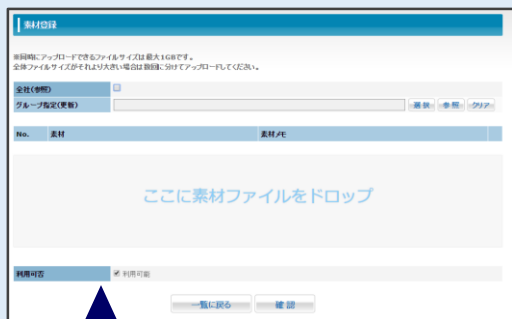 素材登録
※同時にアップロードできるファイルサイズは最大1GBです。
全体ファイルサイズがそれより大きい場合は数回に分けてアップロードしてください。
全社(参照)
グループ指定(更新) 選択 参照 クリア
No. 素材 素材メモ
ここに素材ファイルをドロップ
利用可否 利用可能
一覧に戻る 確認